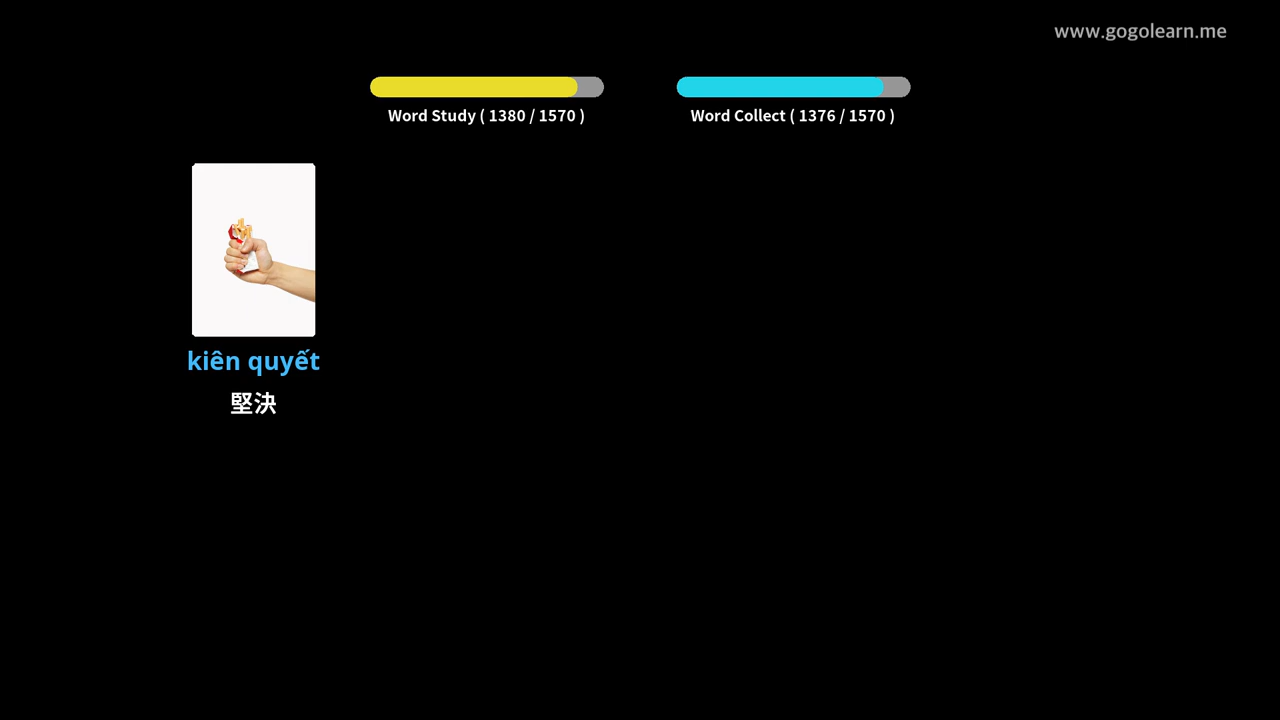 www.gogolearn.me
Word Study ( 1380 / 1570 )
Word Collect ( 1376 / 1570 )
kiên quyết
堅決